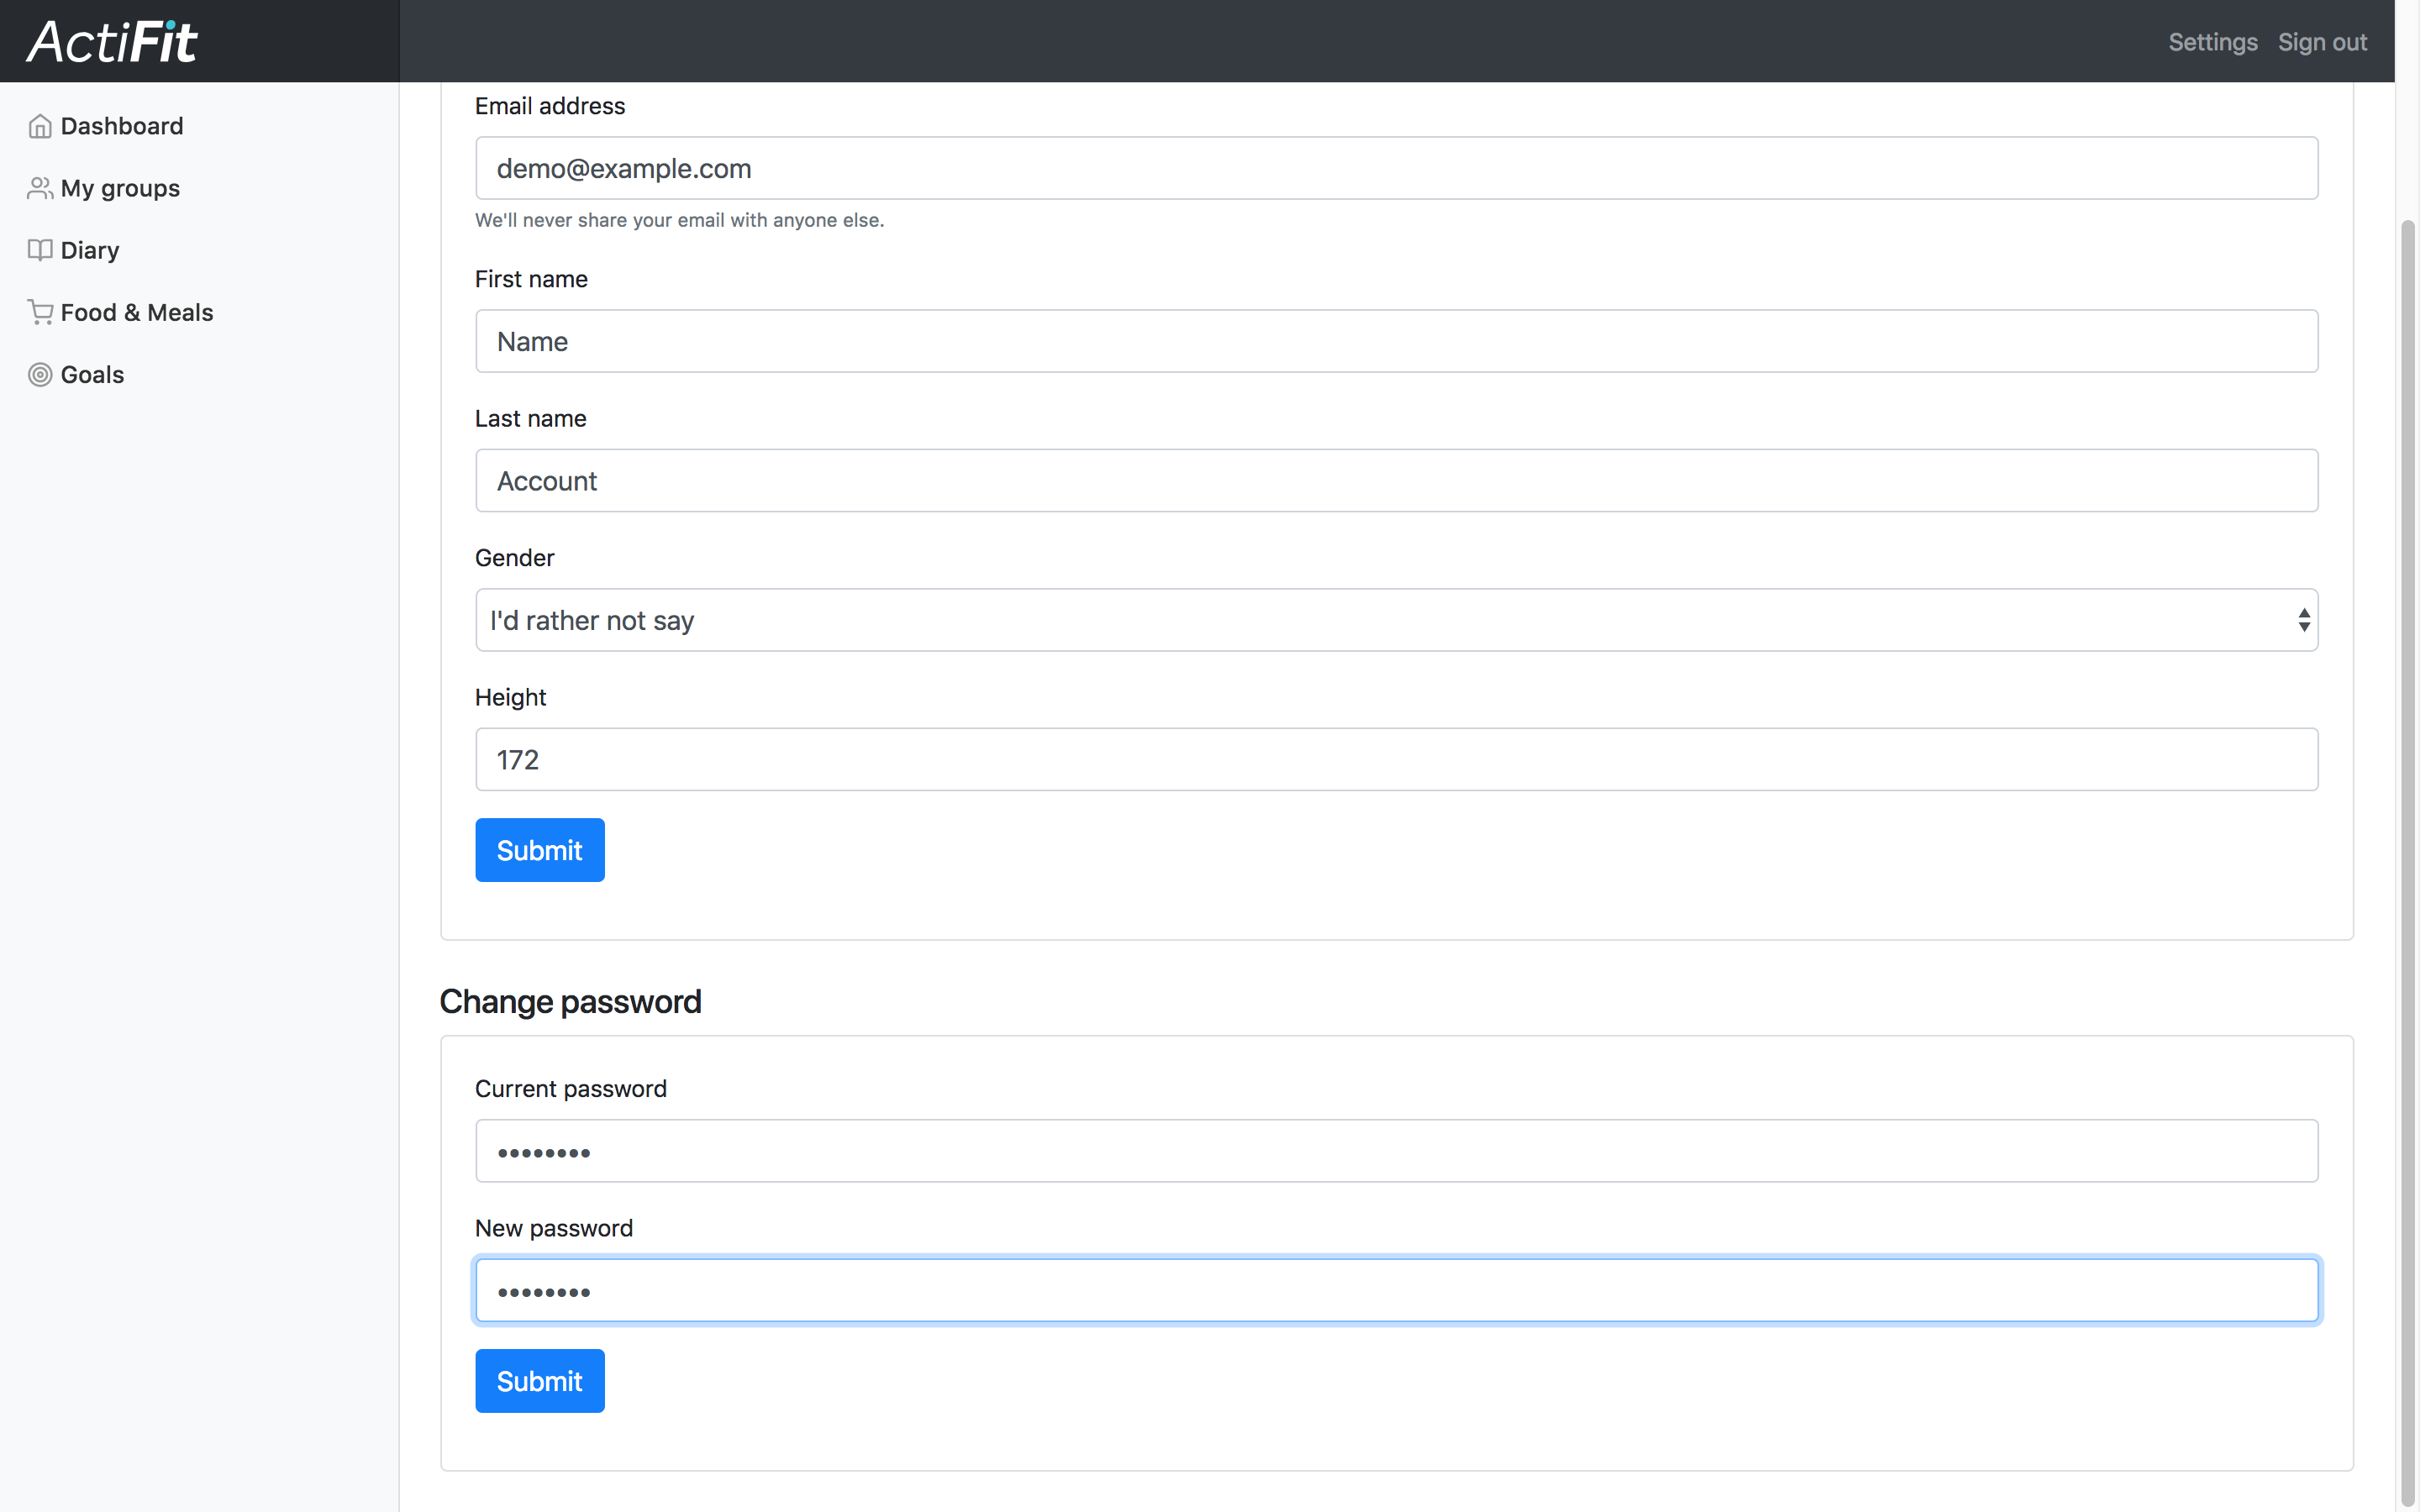 ActiFit
Settings Sign out
Dashboard
My groups
Diary
Food & Meals
Goals
Email address
demo@example.com
We'll never share your email with anyone else.
First name
Name
Last name
Account
Gender
I'd rather not say
Height
172
Submit
Change password
Current password
••••••••
New password
••••••••
Submit